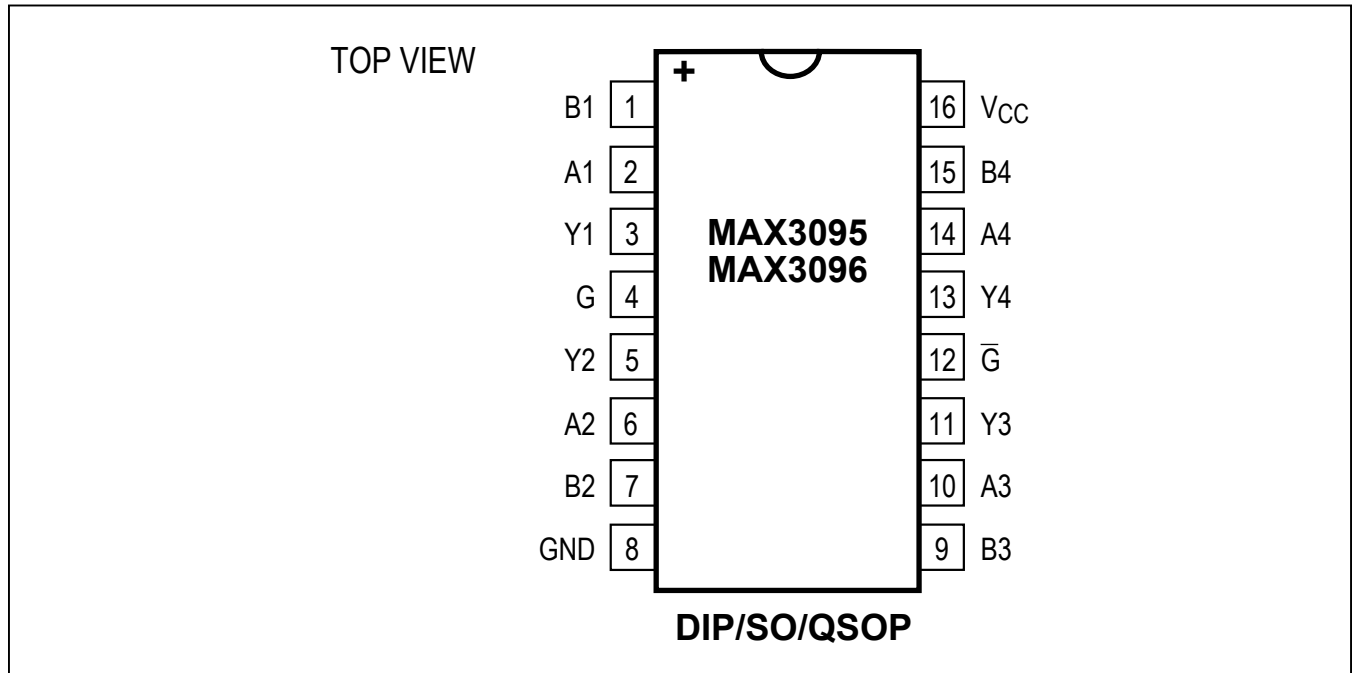 TOP VIEW
+
B1 1 16 VCC
A1 2 15 B4
Y1 3 MAX3095 14 A4
MAX3096
G 4 13 Y4
Y2 5 12 G̅
A2 6 11 Y3
B2 7 10 A3
GND 8 9 B3
DIP/SO/QSOP